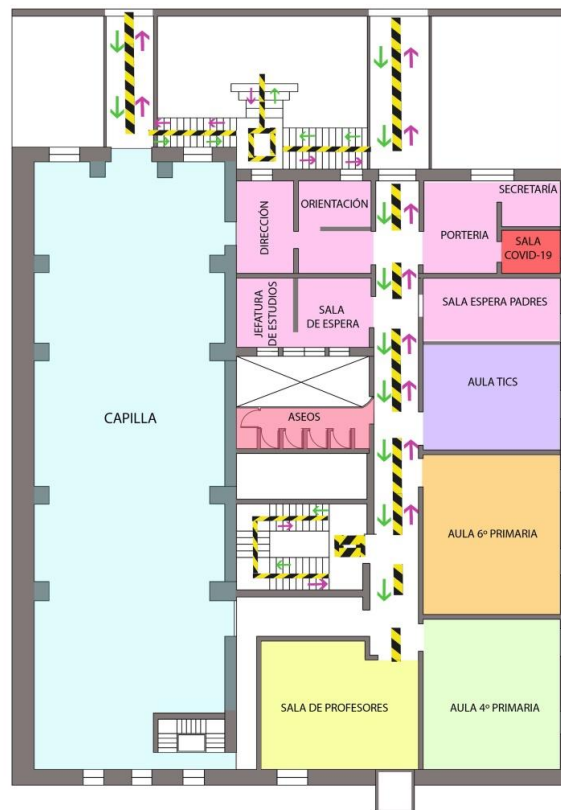 SECRETARÍA
ORIENTACIÓN
DIRECCIÓN
PORTERIA
SALA
COVID-19
JEFATURA
DE ESTUDIOS
SALA
DE ESPERA
SALA ESPERA PADRES
AULA TICS
CAPILLA
ASEOS
AULA 6º PRIMARIA
SALA DE PROFESORES
AULA 4º PRIMARIA